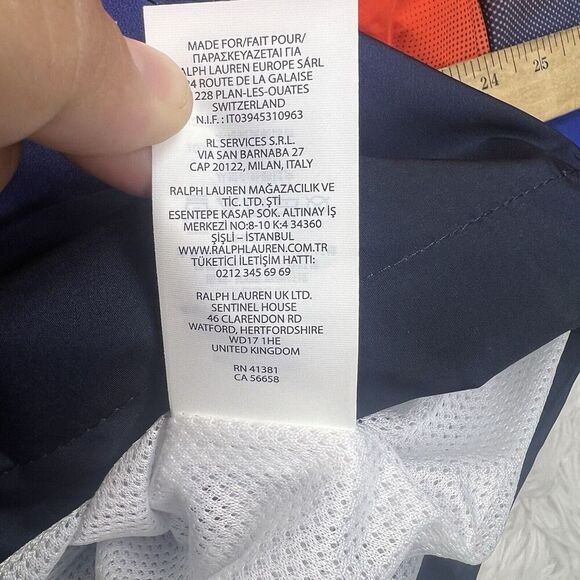 MADE FOR/FAIT POUR/
ΠΑΡΑΣΚΕΥΑΖΕΤΑΙ ΓΙΑ
ALPH LAUREN EUROPE SÀRL
24 ROUTE DE LA GALAISE
228 PLAN-LES-OUATES
SWITZERLAND
N.I.F. : IT03945310963
RL SERVICES S.R.L.
VIA SAN BARNABA 27
CAP 20122, MILAN, ITALY
RALPH LAUREN MAĞAZACILIK VE
TİC. LTD. ŞTİ
ESENTEPE KASAP SOK. ALTINAY İŞ
MERKEZİ NO:8-10 K:4 34360
ŞİŞLİ – İSTANBUL
WWW.RALPHLAUREN.COM.TR
TÜKETİCİ İLETİŞİM HATTI:
0212 345 69 69
RALPH LAUREN UK LTD.
SENTINEL HOUSE
46 CLARENDON RD
WATFORD, HERTFORDSHIRE
WD17 1HE
UNITED KINGDOM
RN 41381
CA 56658
24 25